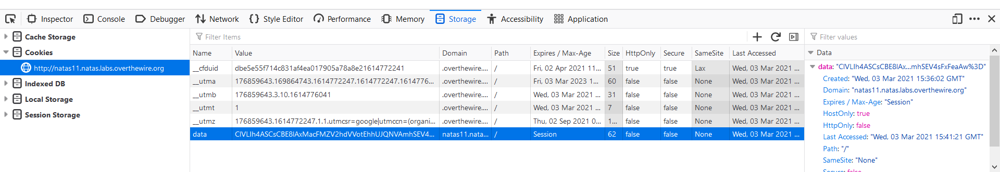 Inspector Console Debugger Network Style Editor Performance Memory Storage Accessibility Application
Cache Storage
Cookies
http://natas11.natas.labs.overthewire.org
Indexed DB
Local Storage
Session Storage
Filter Items
Name Value Domain Path Expires / Max-Age Size HttpOnly Secure SameSite Last Accessed
__cfduid dbe5e55f714c831af4ea017905a78a8e21614772241 .overthewire.... / Fri, 02 Apr 2021 11... 51 true true Lax Wed, 03 Mar 2021 ...
__utma 176859643.169864743.1614772247.1614772247.1614776... .overthewire.... / Fri, 03 Mar 2023 1... 60 false false None Wed, 03 Mar 2021 ...
__utmb 176859643.3.10.1614776041 .overthewire.... / Wed, 03 Mar 2021 ... 31 false false None Wed, 03 Mar 2021 ...
__utmt 1 .overthewire.... / Wed, 03 Mar 2021 ... 7 false false None Wed, 03 Mar 2021 ...
__utmz 176859643.1614772247.1.1.utmcsr=google|utmccn=(organi... .overthewire.... / Thu, 02 Sep 2021 0... 1... false false None Wed, 03 Mar 2021 ...
data ClVLIh4ASCsCBE8lAxMacFMZV2hdVVotEhhUJQNVAmhSEV4... natas11.nata... / Session 62 false false None Wed, 03 Mar 2021 ...
Filter values
Data
data: "ClVLIh4ASCsCBE8lAx...mhSEV4sFxFeaAw%3D"
Created: "Wed, 03 Mar 2021 15:36:02 GMT"
Domain: "natas11.natas.labs.overthewire.org"
Expires / Max-Age: "Session"
HostOnly: true
HttpOnly: false
Last Accessed: "Wed, 03 Mar 2021 15:41:21 GMT"
Path: "/"
SameSite: "None"
Secure: false